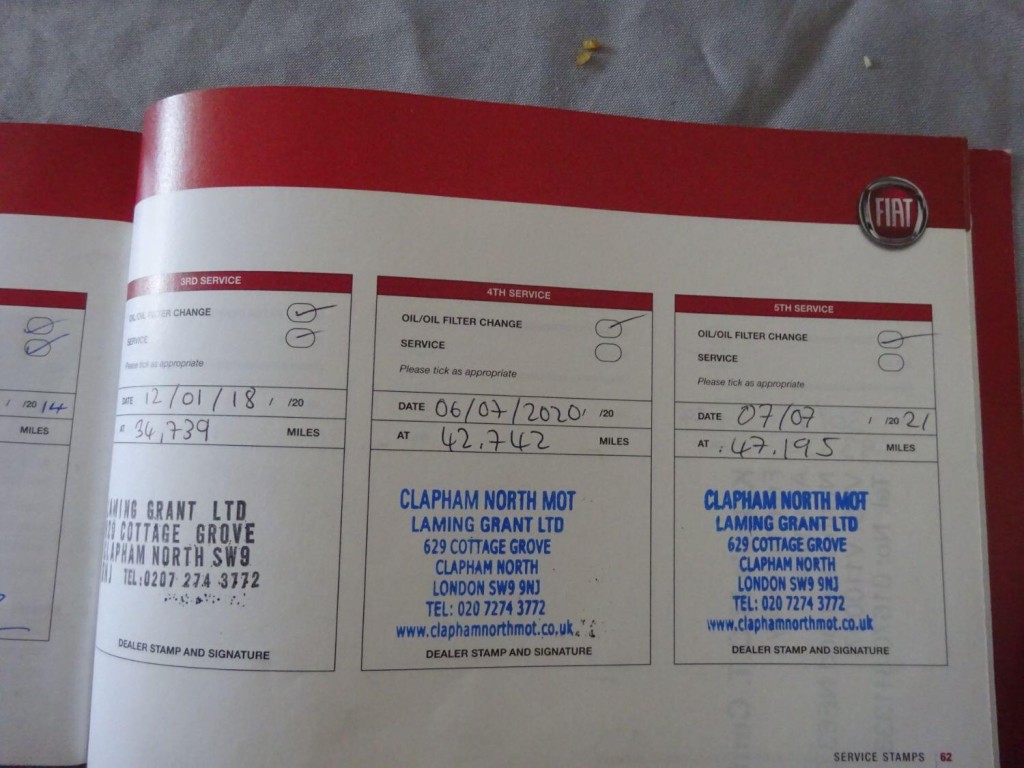 FIAT
/ /20 14
MILES
3RD SERVICE
OIL/OIL FILTER CHANGE
SERVICE
Please tick as appropriate
DATE 12/01/18 / /20
AT 34,739 MILES
LAMING GRANT LTD
629 COTTAGE GROVE
CLAPHAM NORTH SW9
9NJ TEL:0207 274 3772
DEALER STAMP AND SIGNATURE
4TH SERVICE
OIL/OIL FILTER CHANGE
SERVICE
Please tick as appropriate
DATE 06/07/2020 / /20
AT 42.742 MILES
CLAPHAM NORTH MOT
LAMING GRANT LTD
629 COTTAGE GROVE
CLAPHAM NORTH
LONDON SW9 9NJ
TEL: 020 7274 3772
www.claphamnorthmot.co.uk
DEALER STAMP AND SIGNATURE
5TH SERVICE
OIL/OIL FILTER CHANGE
SERVICE
Please tick as appropriate
DATE 07/07 / /20 21
AT 47.195 MILES
CLAPHAM NORTH MOT
LAMING GRANT LTD
629 COTTAGE GROVE
CLAPHAM NORTH
LONDON SW9 9NJ
TEL: 020 7274 3772
www.claphamnorthmot.co.uk
DEALER STAMP AND SIGNATURE
SERVICE STAMPS 62